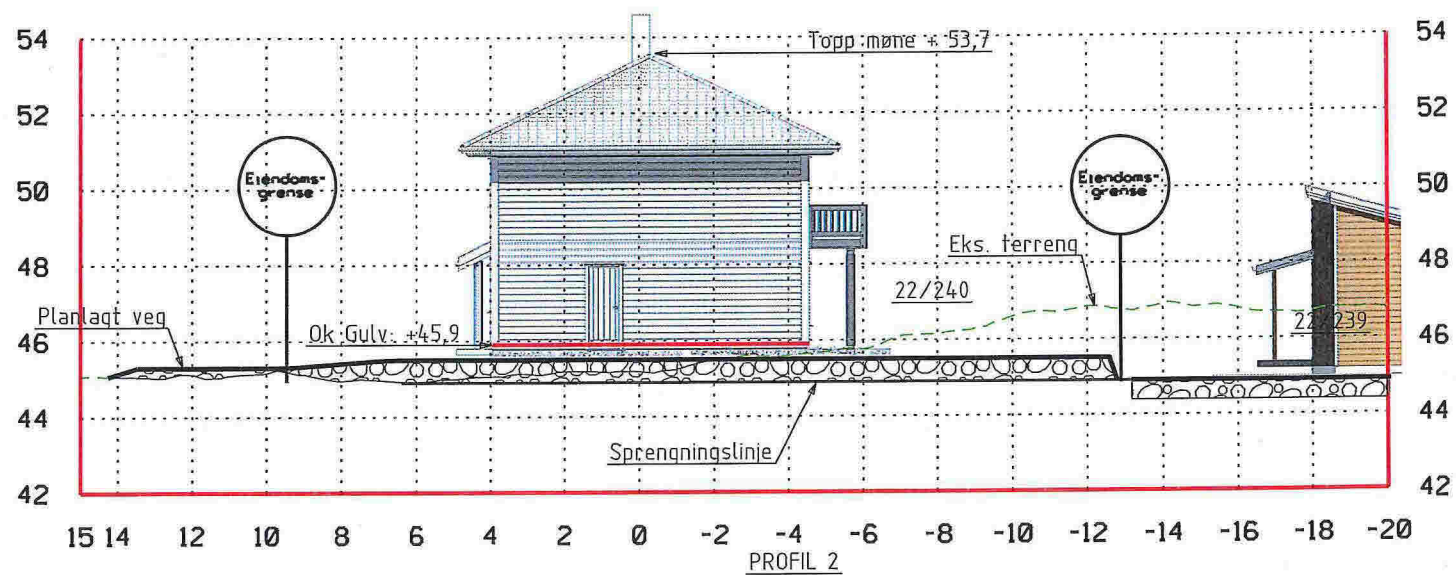 54
52
50
48
46
44
42
54
52
50
48
46
44
42
Topp møne + 53,7
Eiendoms-
grense
Eiendoms-
grense
Eks. terreng
22/240
22/239
Planlagt veg
Ok Gulv: +45,9
Sprengningslinje
15 14 12 10 8 6 4 2 0 -2 -4 -6 -8 -10 -12 -14 -16 -18 -20
PROFIL 2